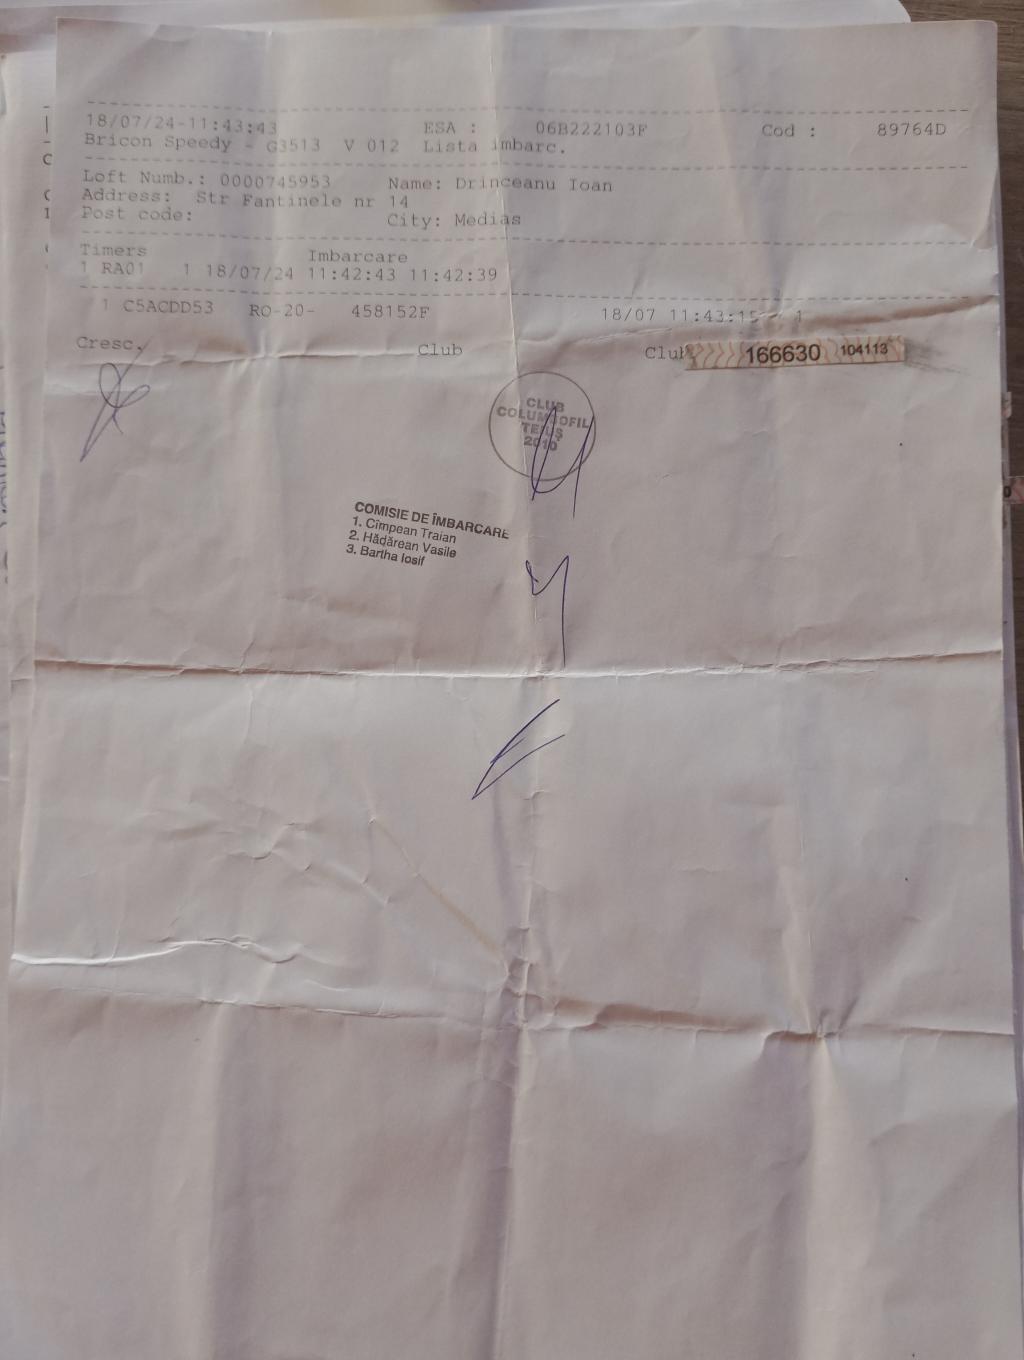 18/07/24-11:43:43 ESA : 06B222103F Cod : 89764D
Bricon Speedy - G3513 V 012 Lista imbarc.
Loft Numb.: 0000745953 Name: Drinceanu Ioan
Address: Str Fantinele nr 14
Post code: City: Medias
Timers Imbarcare
1 RA01 1 18/07/24 11:42:43 11:42:39
1 C5ACDD53 RO-20- 458152F 18/07 11:43:15 1
Cresc. Club Club
166630 104113
CLUB
COLUMBOFIL
TEIUŞ
2010
COMISIE DE ÎMBARCARE
1. Cîmpean Traian
2. Hădărean Vasile
3. Bartha Iosif